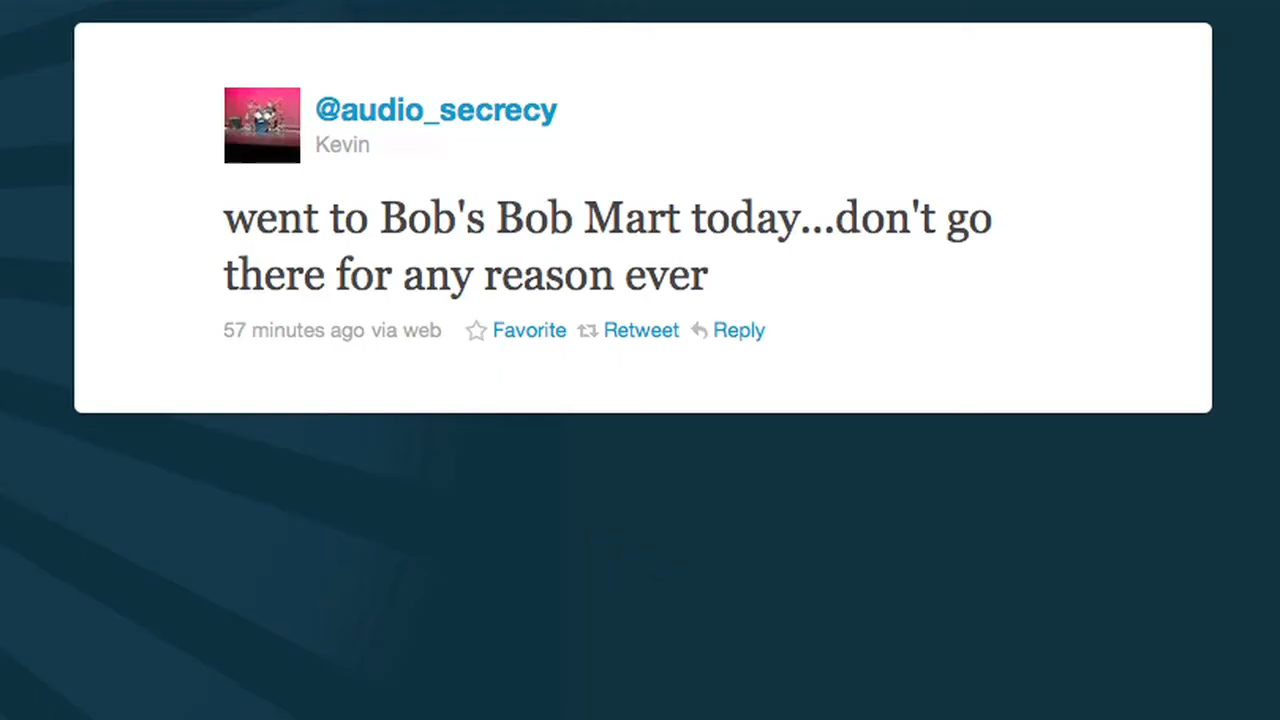 @audio_secrecy
Kevin
went to Bob's Bob Mart today...don't go
there for any reason ever
57 minutes ago via web Favorite Retweet Reply